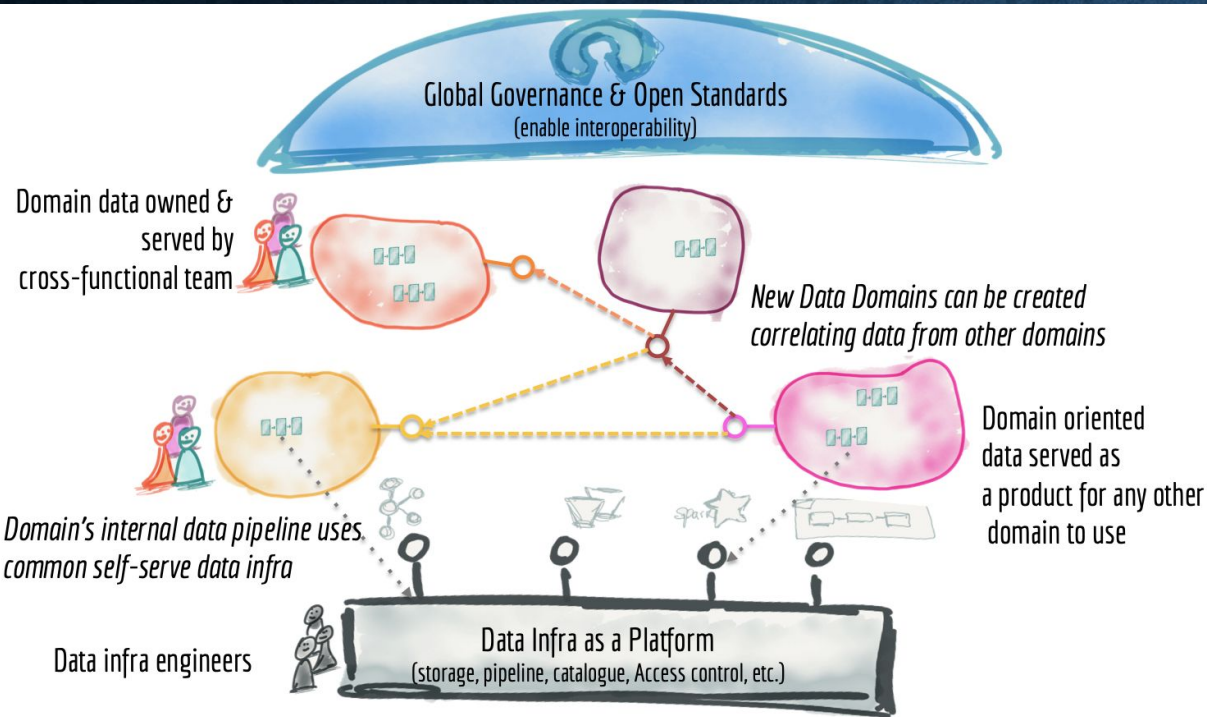 Global Governance & Open Standards
(enable interoperability)
Domain data owned &
served by
cross-functional team
New Data Domains can be created
correlating data from other domains
Domain oriented
data served as
a product for any other
domain to use
Domain's internal data pipeline uses
common self-serve data infra
Spark
Data infra engineers
Data Infra as a Platform
(storage, pipeline, catalogue, Access control, etc.)